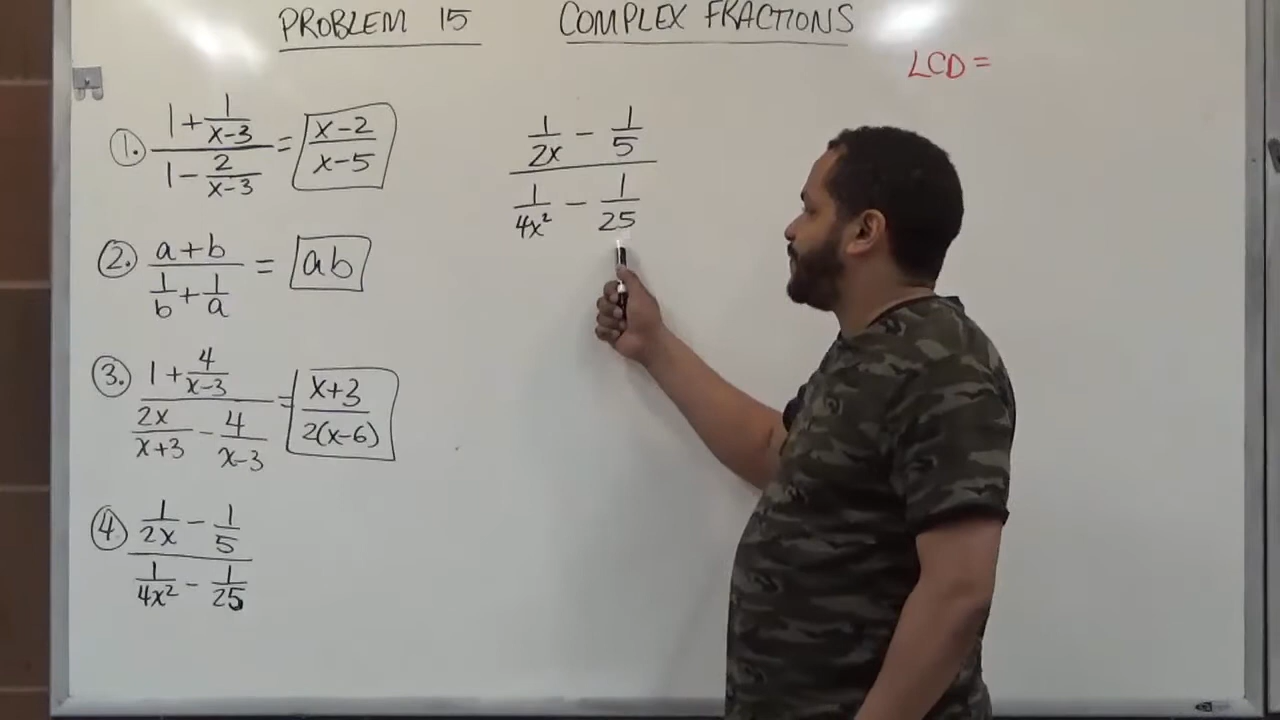 PROBLEM 15 COMPLEX FRACTIONS
LCD =
1. (1 + 1/(x-3)) / (1 - 2/(x-3)) = (x-2)/(x-5)
2. (a+b) / (1/b + 1/a) = ab
3. (1 + 4/(x-3)) / (2x/(x+3) - 4/(x-3)) = (x+3)/(2(x-6))
4. (1/2x - 1/5) / (1/4x² - 1/25)
(1/2x - 1/5) / (1/4x² - 1/25)